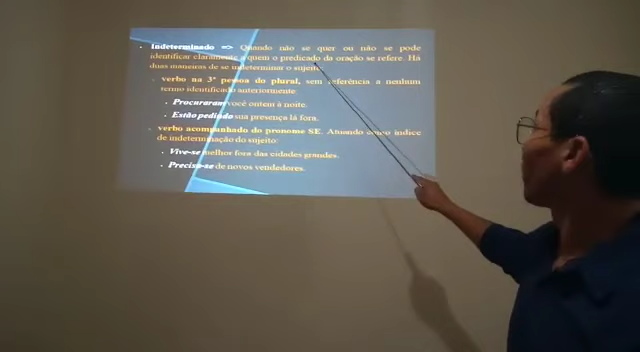 Indeterminado => Quando não se quer ou não se pode
identificar claramente a quem o predicado da oração se refere. Há
duas maneiras de se indeterminar o sujeito:
verbo na 3ª pessoa do plural, sem referência a nenhum
termo identificado anteriormente:
Procuraram você ontem à noite.
Estão pedindo sua presença lá fora.
verbo acompanhado do pronome SE. Atuando como índice
de indeterminação do sujeito:
Vive-se melhor fora das cidades grandes.
Precisa-se de novos vendedores.